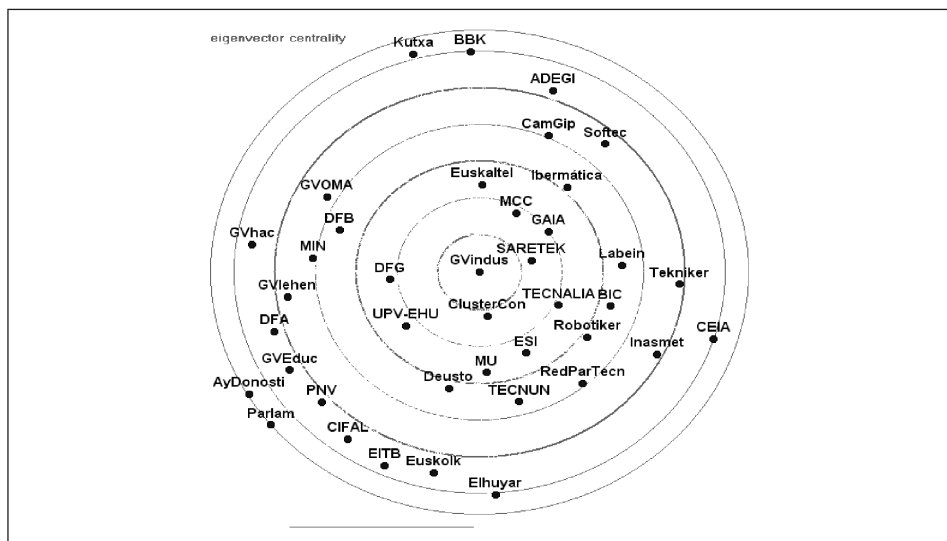 eigenvector centrality
Kutxa
BBK
ADEGI
CamGip
Softec
Euskaltel
Ibermática
GVOMA
MCC
DFB
GAIA
GVhac
MIN
SARETEK
Labein
DFG
GVindus
Tekniker
GVlehen
ClusterCon
TECNALIA
BIC
UPV-EHU
DFA
Robotiker
CEIA
ESI
Inasmet
GVEduc
MU
RedParTecn
AyDonosti
Deusto
TECNUN
PNV
Parlam
CIFAL
EITB
Euskoik
Elhuyar